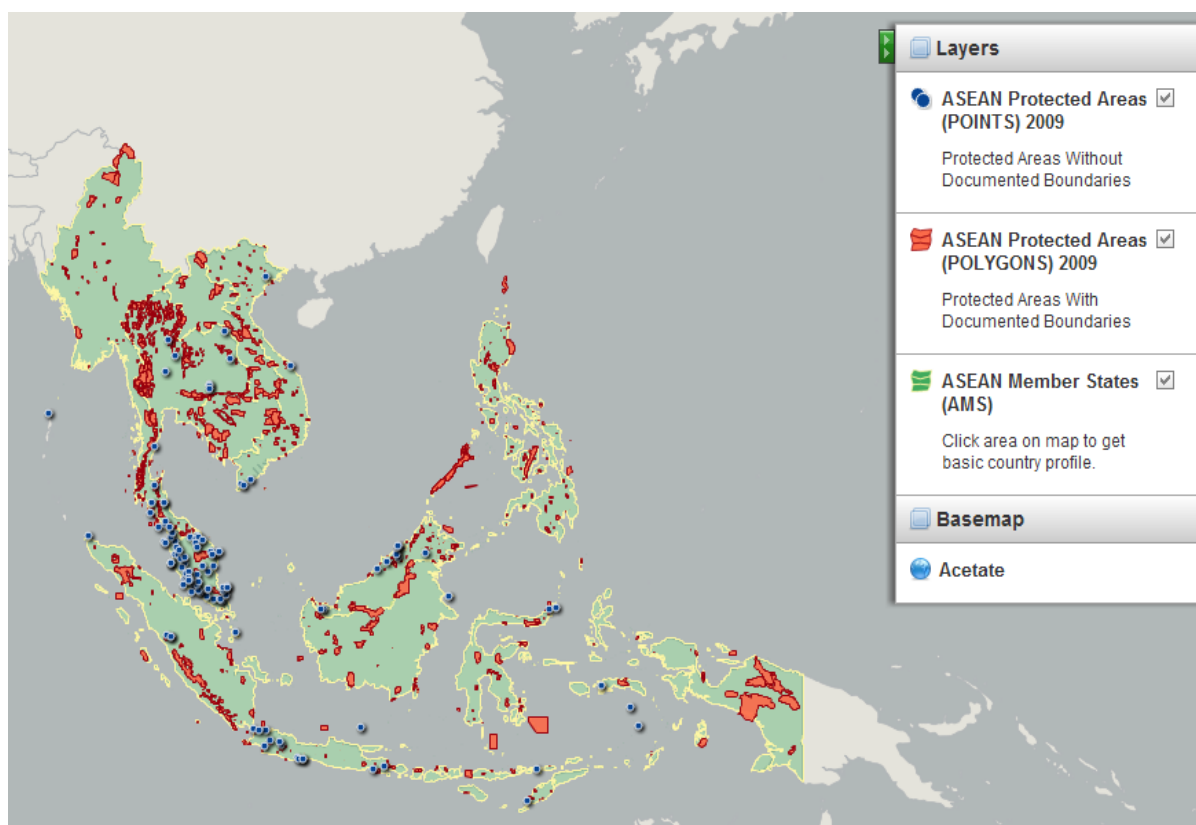 Layers
ASEAN Protected Areas
(POINTS) 2009
Protected Areas Without
Documented Boundaries
ASEAN Protected Areas
(POLYGONS) 2009
Protected Areas With
Documented Boundaries
ASEAN Member States
(AMS)
Click area on map to get
basic country profile.
Basemap
Acetate